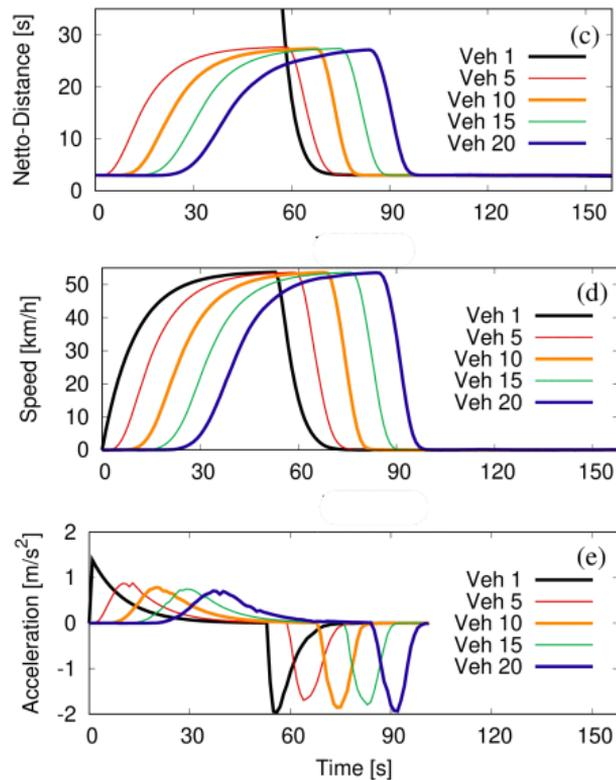 (c)
Netto-Distance [s]
30
20
10
0
Veh 1
Veh 5
Veh 10
Veh 15
Veh 20
0 30 60 90 120 150
(d)
Speed [km/h]
50
40
30
20
10
0
Veh 1
Veh 5
Veh 10
Veh 15
Veh 20
0 30 60 90 120 150
(e)
Acceleration [m/s²]
2
1
0
-1
-2
Veh 1
Veh 5
Veh 10
Veh 15
Veh 20
0 30 60 90 120 150
Time [s]